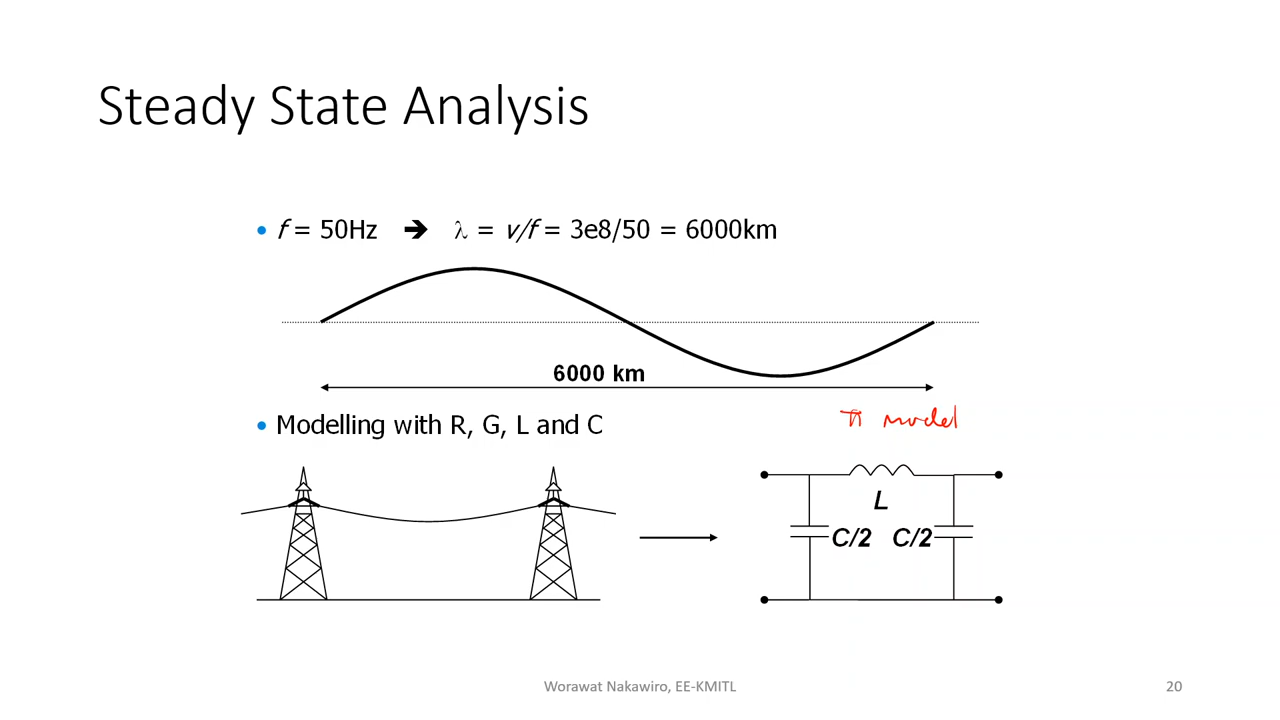 Steady State Analysis
• f = 50Hz ➔ λ = v/f = 3e8/50 = 6000km
6000 km
• Modelling with R, G, L and C
π model
L
C/2 C/2
Worawat Nakawiro, EE-KMITL
20